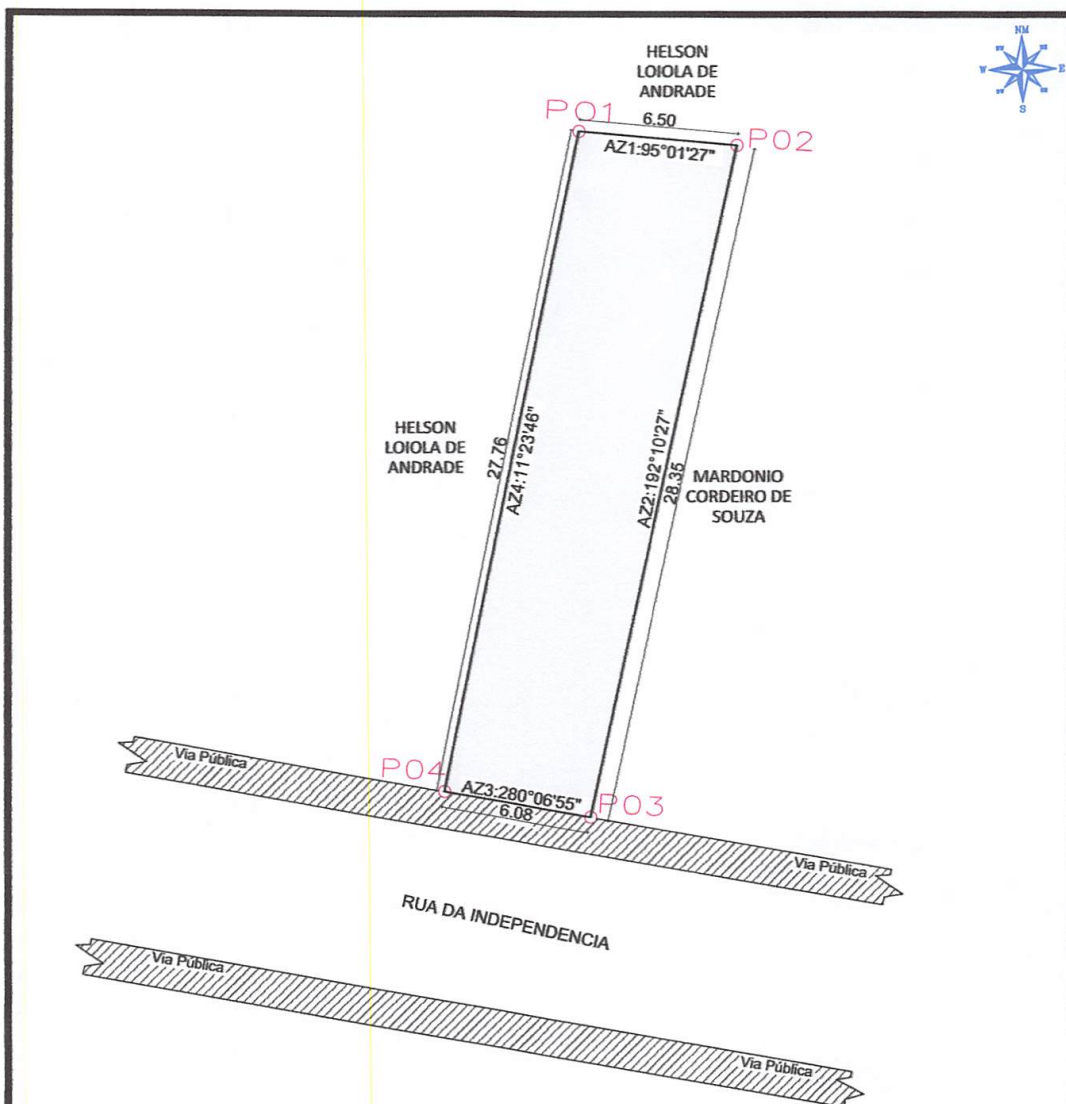 HELSON
LOIOLA DE
ANDRADE
NM
W
E
S
P01
6.50
P02
AZ1:95°01'27"
HELSON
LOIOLA DE
ANDRADE
27.76
AZ4:11°23'46"
AZ2:192°10'27"
28.35
MARDONIO
CORDEIRO DE
SOUZA
Via Pública
P04
AZ3:280°06'55"
6.08
P03
Via Pública
RUA DA INDEPENDENCIA
Via Pública
Via Pública